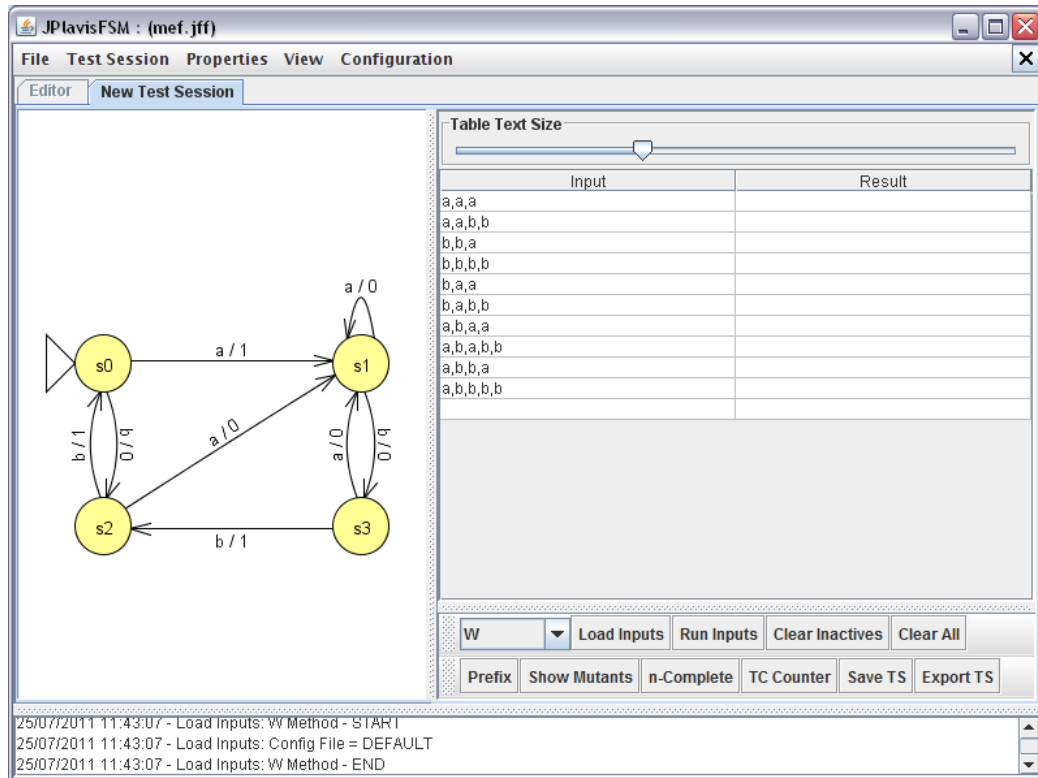 JPlavisFSM : (mef.jff)
File Test Session Properties View Configuration
Editor New Test Session
Table Text Size
Input Result
a,a,a
a,a,b,b
b,b,a
b,b,b,b
b,a,a
b,a,b,b
a,b,a,a
a,b,a,b,b
a,b,b,a
a,b,b,b,b
a / 0
s0 a / 1 s1
b / 1 b / 0 a / 0 a / 0 b / 0
s2 b / 1 s3
W Load Inputs Run Inputs Clear Inactives Clear All
Prefix Show Mutants n-Complete TC Counter Save TS Export TS
25/07/2011 11:43:07 - Load Inputs: W Method - START
25/07/2011 11:43:07 - Load Inputs: Config File = DEFAULT
25/07/2011 11:43:07 - Load Inputs: W Method - END